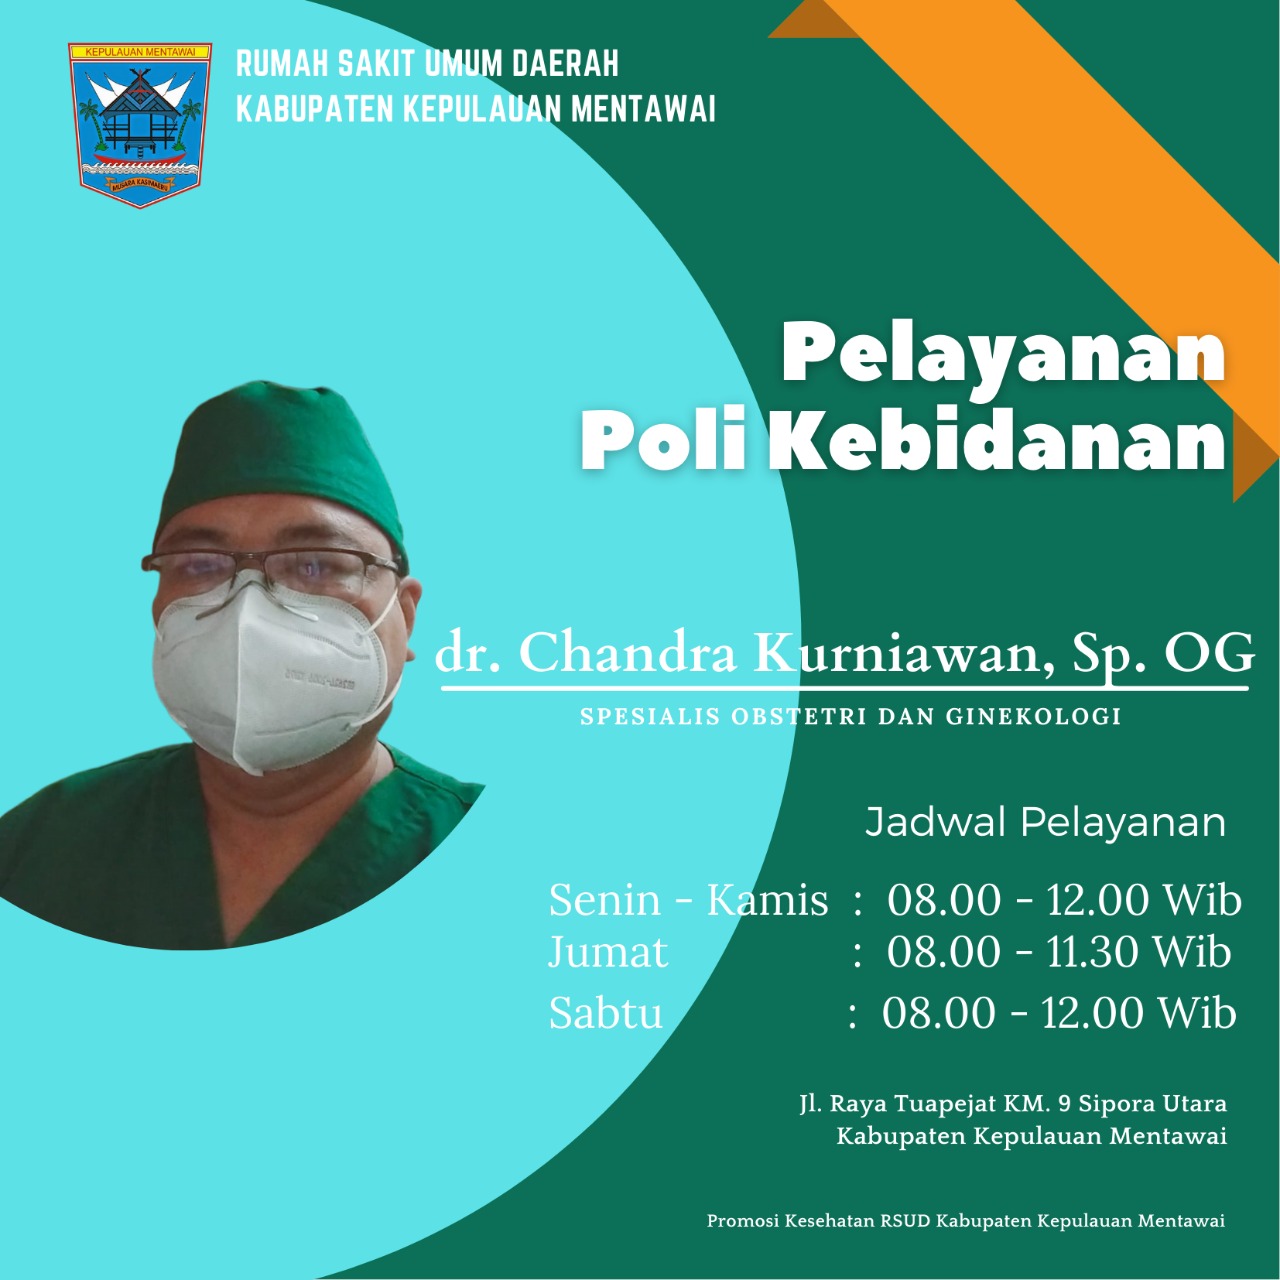 KEPULAUAN MENTAWAI
MUSARA KASIMAERU
RUMAH SAKIT UMUM DAERAH
KABUPATEN KEPULAUAN MENTAWAI
Pelayanan
Poli Kebidanan
dr. Chandra Kurniawan, Sp. OG
SPESIALIS OBSTETRI DAN GINEKOLOGI
Jadwal Pelayanan
Senin - Kamis : 08.00 - 12.00 Wib
Jumat : 08.00 - 11.30 Wib
Sabtu : 08.00 - 12.00 Wib
Jl. Raya Tuapejat KM. 9 Sipora Utara
Kabupaten Kepulauan Mentawai
Promosi Kesehatan RSUD Kabupaten Kepulauan Mentawai